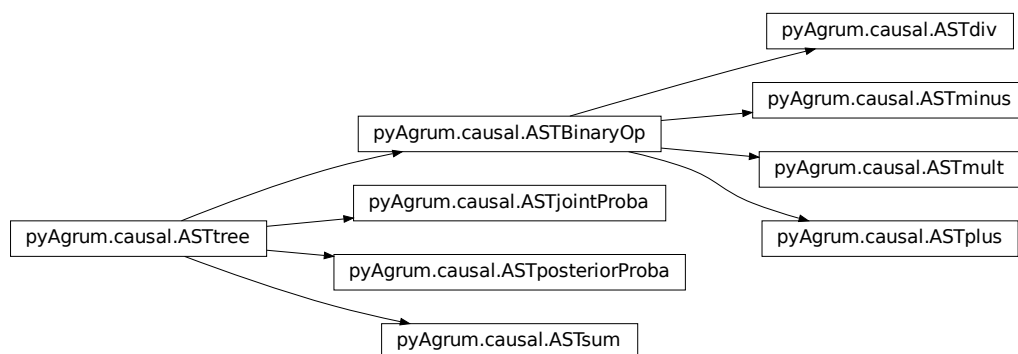 pyAgrum.causal.ASTdiv
pyAgrum.causal.ASTminus
pyAgrum.causal.ASTBinaryOp
pyAgrum.causal.ASTmult
pyAgrum.causal.ASTjointProba
pyAgrum.causal.ASTtree
pyAgrum.causal.ASTplus
pyAgrum.causal.ASTposteriorProba
pyAgrum.causal.ASTsum